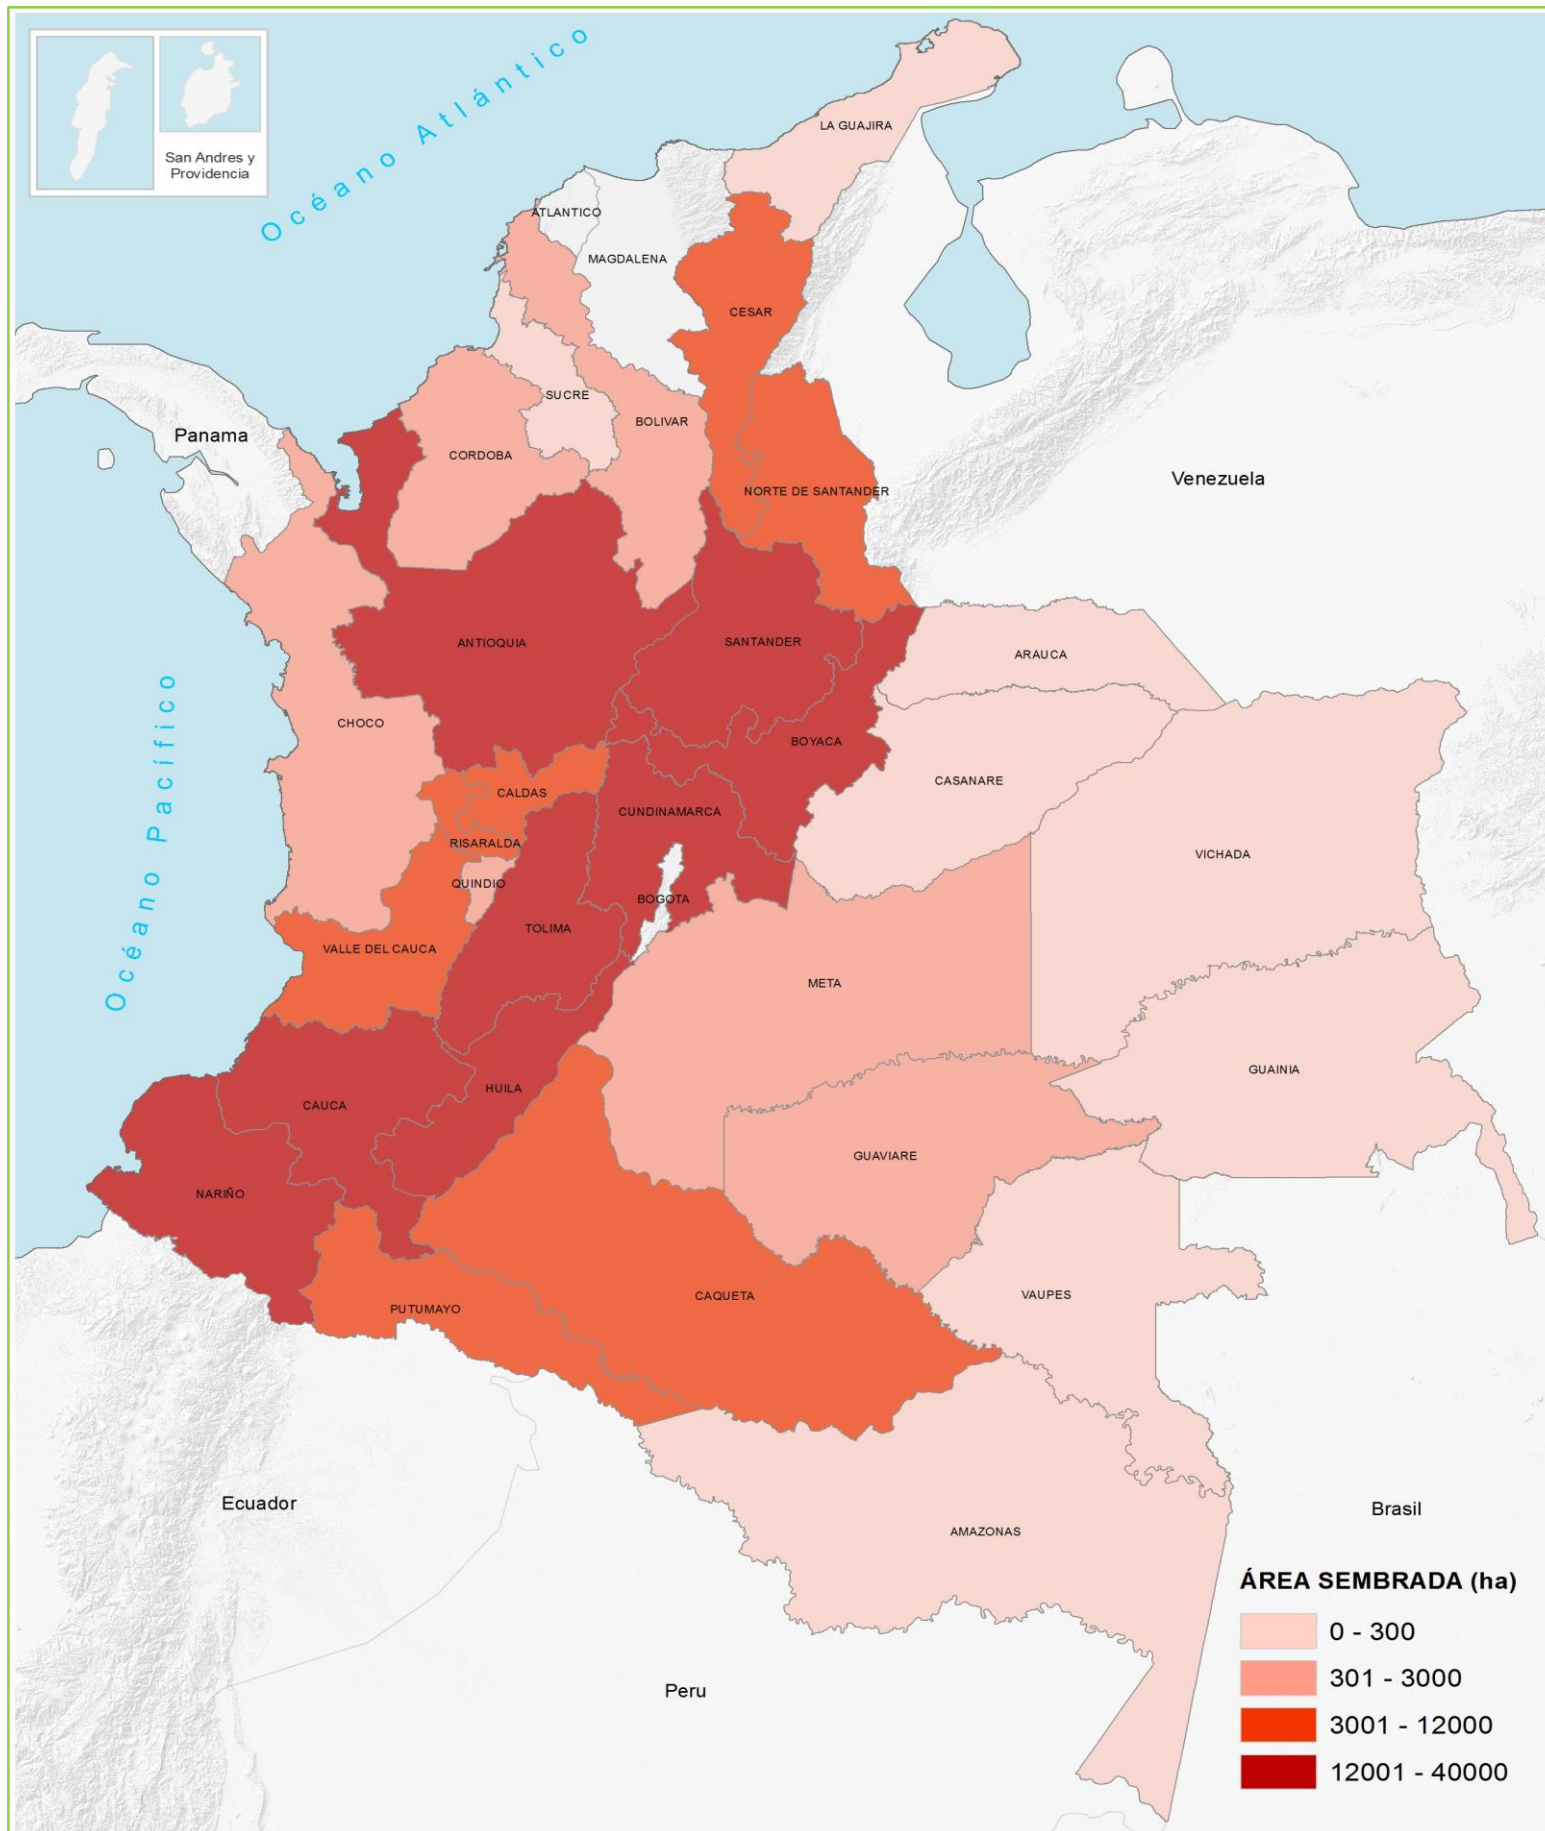 San Andres y
Providencia
Océano Atlántico
LA GUAJIRA
ATLANTICO
MAGDALENA
CESAR
SUCRE
BOLIVAR
Panama
CORDOBA
Venezuela
NORTE DE SANTANDER
ANTIOQUIA
SANTANDER
ARAUCA
Océano Pacífico
CHOCO
BOYACA
CASANARE
CALDAS
CUNDINAMARCA
RISARALDA
VICHADA
QUINDIO
BOGOTA
TOLIMA
VALLE DEL CAUCA
META
GUAINIA
HUILA
CAUCA
GUAVIARE
NARIÑO
VAUPES
CAQUETA
PUTUMAYO
Ecuador
Brasil
AMAZONAS
Peru
ÁREA SEMBRADA (ha)
0 - 300
301 - 3000
3001 - 12000
12001 - 40000